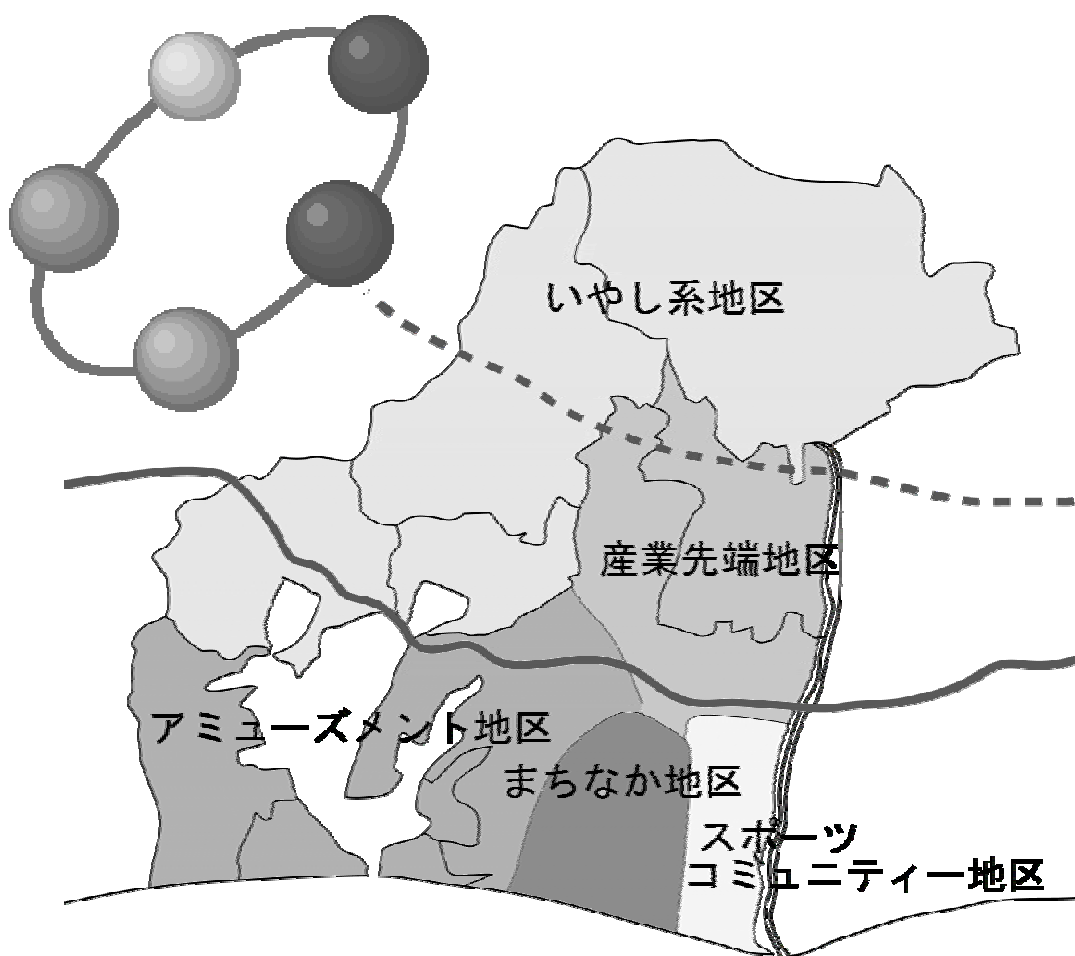 いやし系地区
産業先端地区
アミューズメント地区
まちなか地区
スポーツ
コミュニティー地区